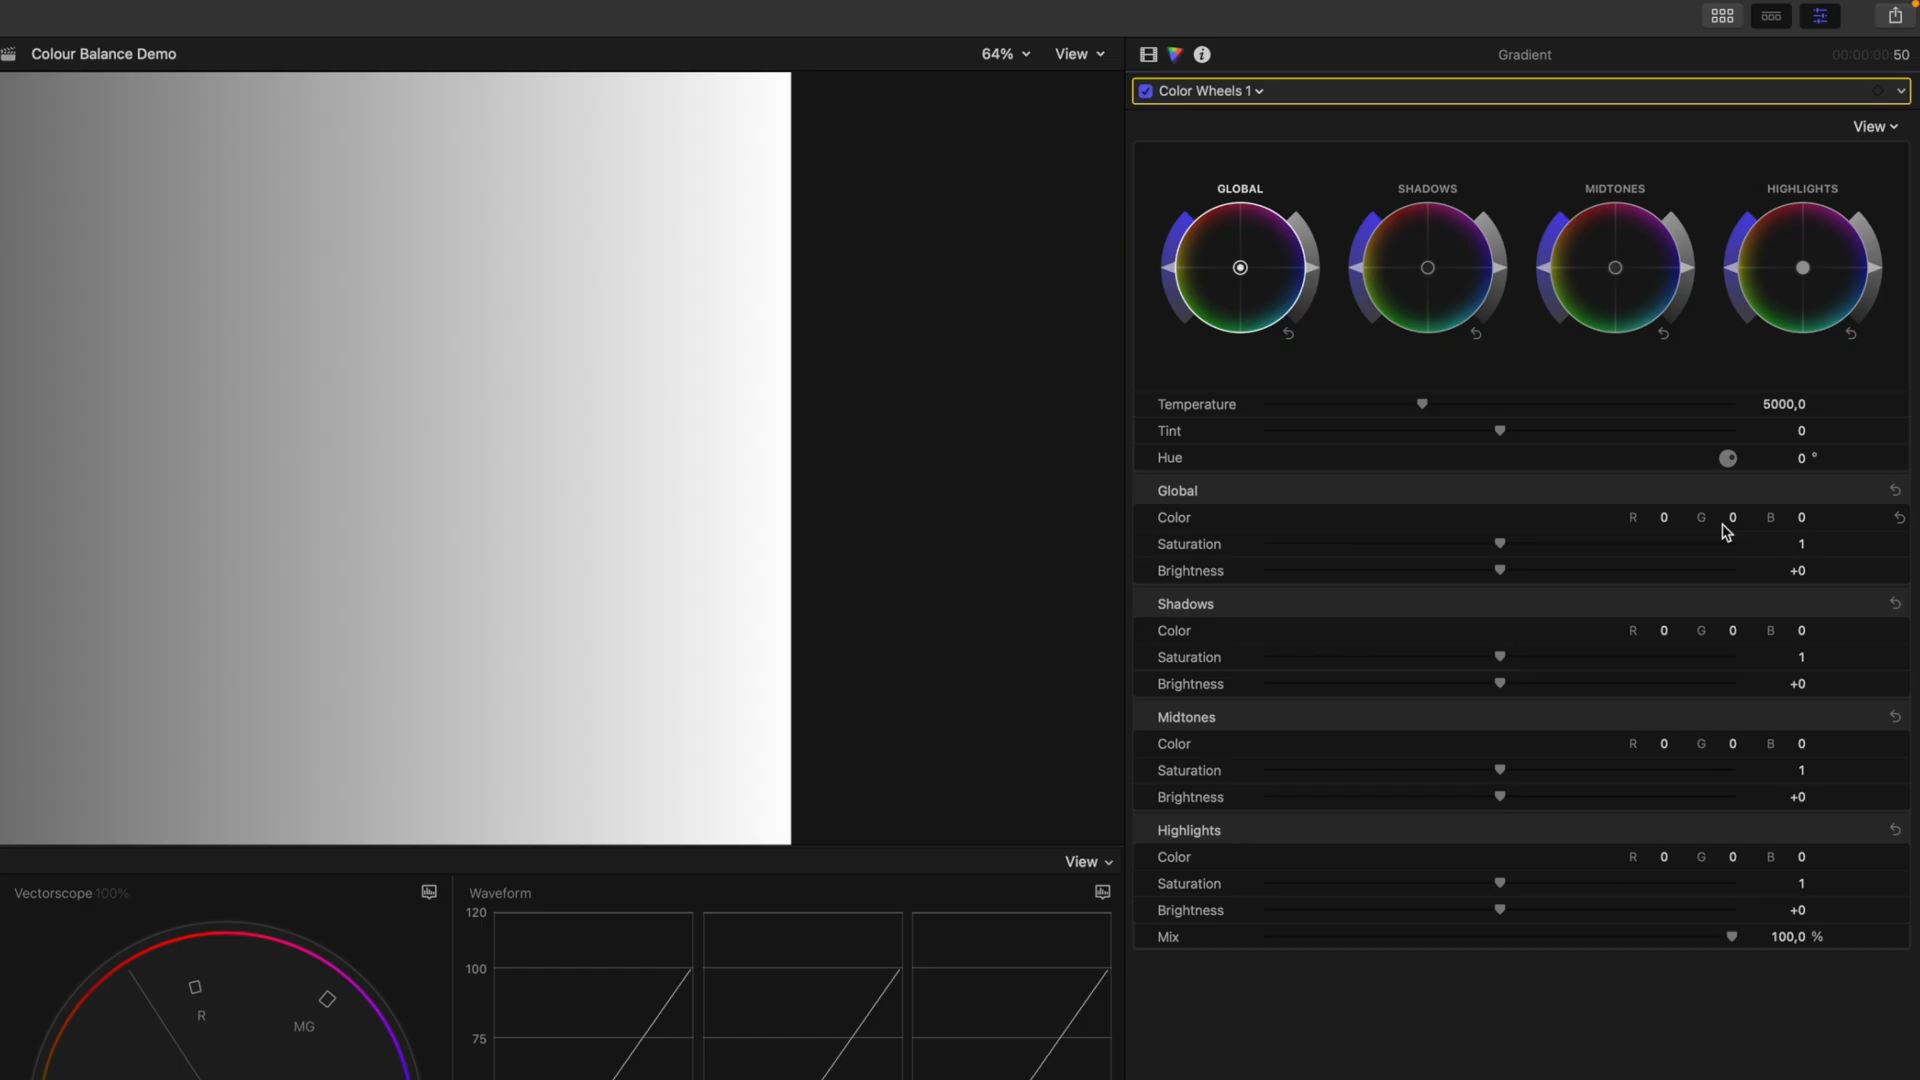 Colour Balance Demo
64%
View
Gradient
00:00:00:50
Color Wheels 1
View
GLOBAL
SHADOWS
MIDTONES
HIGHLIGHTS
Temperature 5000,0
Tint 0
Hue 0 °
Global
Color R 0 G 0 B 0
Saturation 1
Brightness +0
Shadows
Color R 0 G 0 B 0
Saturation 1
Brightness +0
Midtones
Color R 0 G 0 B 0
Saturation 1
Brightness +0
Highlights
Color R 0 G 0 B 0
Saturation 1
Brightness +0
Mix 100,0 %
View
Vectorscope 100%
R
MG
Waveform
120
100
75